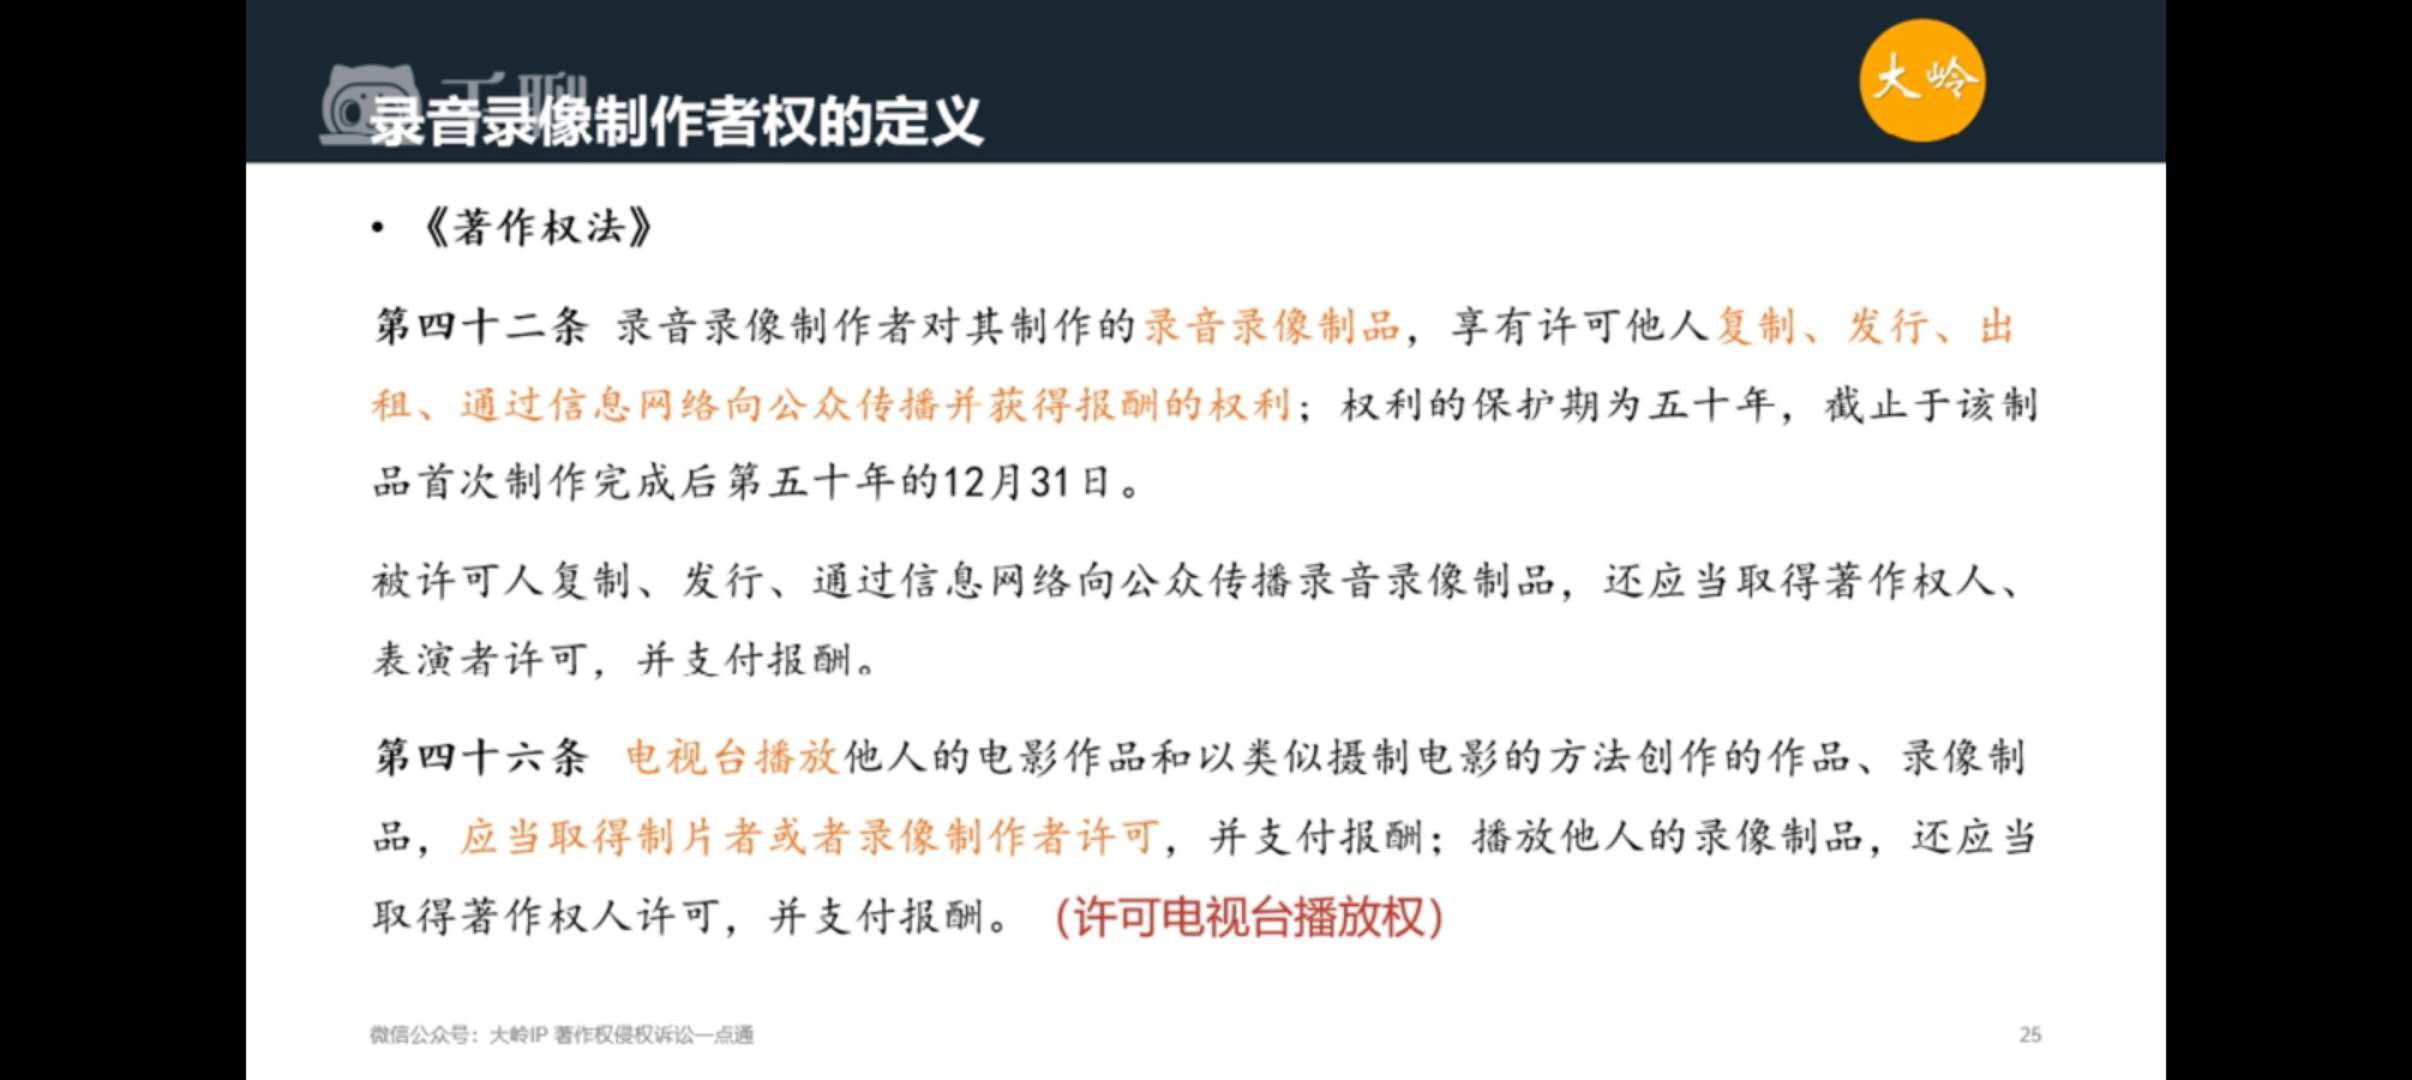 千聊
大岭
录音录像制作者权的定义
• 《著作权法》
第四十二条 录音录像制作者对其制作的录音录像制品，享有许可他人复制、发行、出
租、通过信息网络向公众传播并获得报酬的权利；权利的保护期为五十年，截止于该制
品首次制作完成后第五十年的12月31日。
被许可人复制、发行、通过信息网络向公众传播录音录像制品，还应当取得著作权人、
表演者许可，并支付报酬。
第四十六条 电视台播放他人的电影作品和以类似摄制电影的方法创作的作品、录像制
品，应当取得制片者或者录像制作者许可，并支付报酬；播放他人的录像制品，还应当
取得著作权人许可，并支付报酬。（许可电视台播放权）
微信公众号：大岭IP 著作权侵权诉讼一点通
25